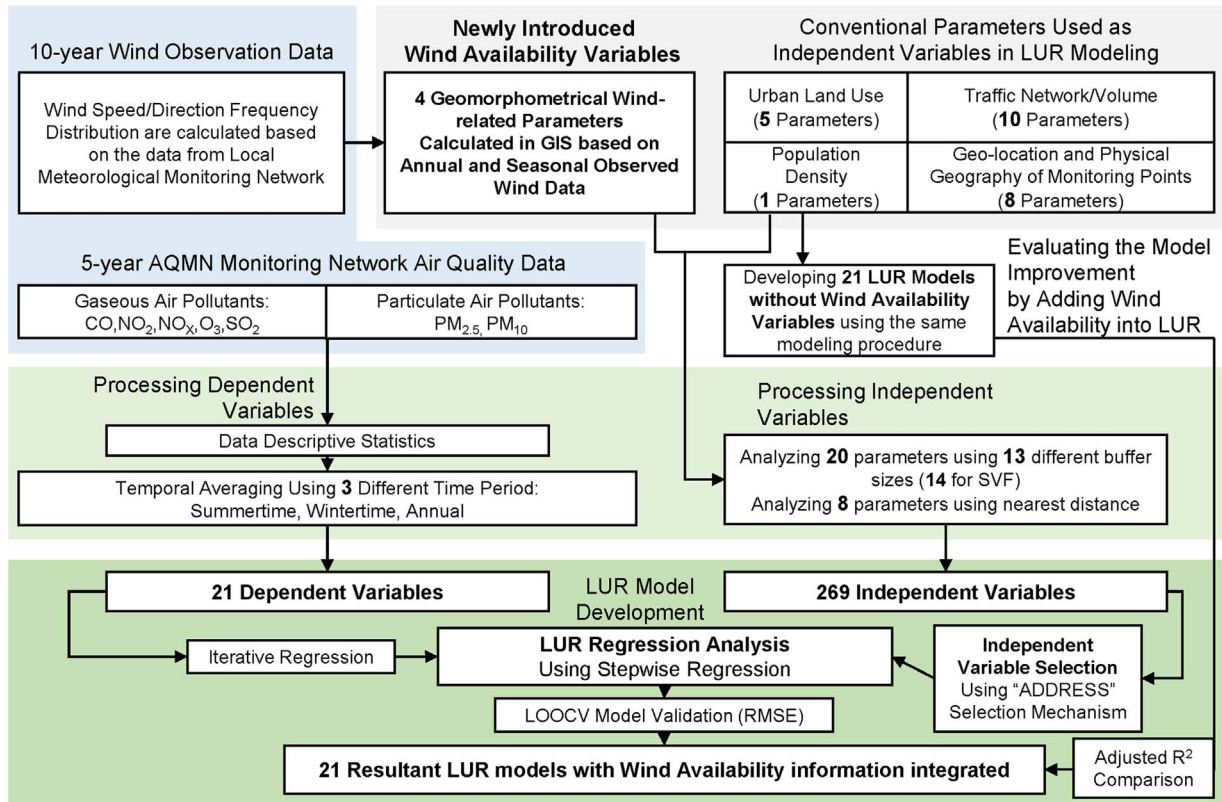 10-year Wind Observation Data
Wind Speed/Direction Frequency
Distribution are calculated based
on the data from Local
Meteorological Monitoring Network
Newly Introduced
Wind Availability Variables
4 Geomorphometrical Wind-
related Parameters
Calculated in GIS based on
Annual and Seasonal Observed
Wind Data
Conventional Parameters Used as
Independent Variables in LUR Modeling
Urban Land Use
(5 Parameters)
Traffic Network/Volume
(10 Parameters)
Population
Density
(1 Parameters)
Geo-location and Physical
Geography of Monitoring Points
(8 Parameters)
5-year AQMN Monitoring Network Air Quality Data
Gaseous Air Pollutants:
CO,NO₂,NOₓ,O₃,SO₂
Particulate Air Pollutants:
PM₂.₅, PM₁₀
Developing 21 LUR Models
without Wind Availability
Variables using the same
modeling procedure
Evaluating the Model
Improvement
by Adding Wind
Availability into LUR
Processing Dependent
Variables
Data Descriptive Statistics
Temporal Averaging Using 3 Different Time Period:
Summertime, Wintertime, Annual
Processing Independent
Variables
Analyzing 20 parameters using 13 different buffer
sizes (14 for SVF)
Analyzing 8 parameters using nearest distance
21 Dependent Variables
LUR Model
Development
269 Independent Variables
Iterative Regression
LUR Regression Analysis
Using Stepwise Regression
Independent
Variable Selection
Using “ADDRESS”
Selection Mechanism
LOOCV Model Validation (RMSE)
21 Resultant LUR models with Wind Availability information integrated
Adjusted R²
Comparison